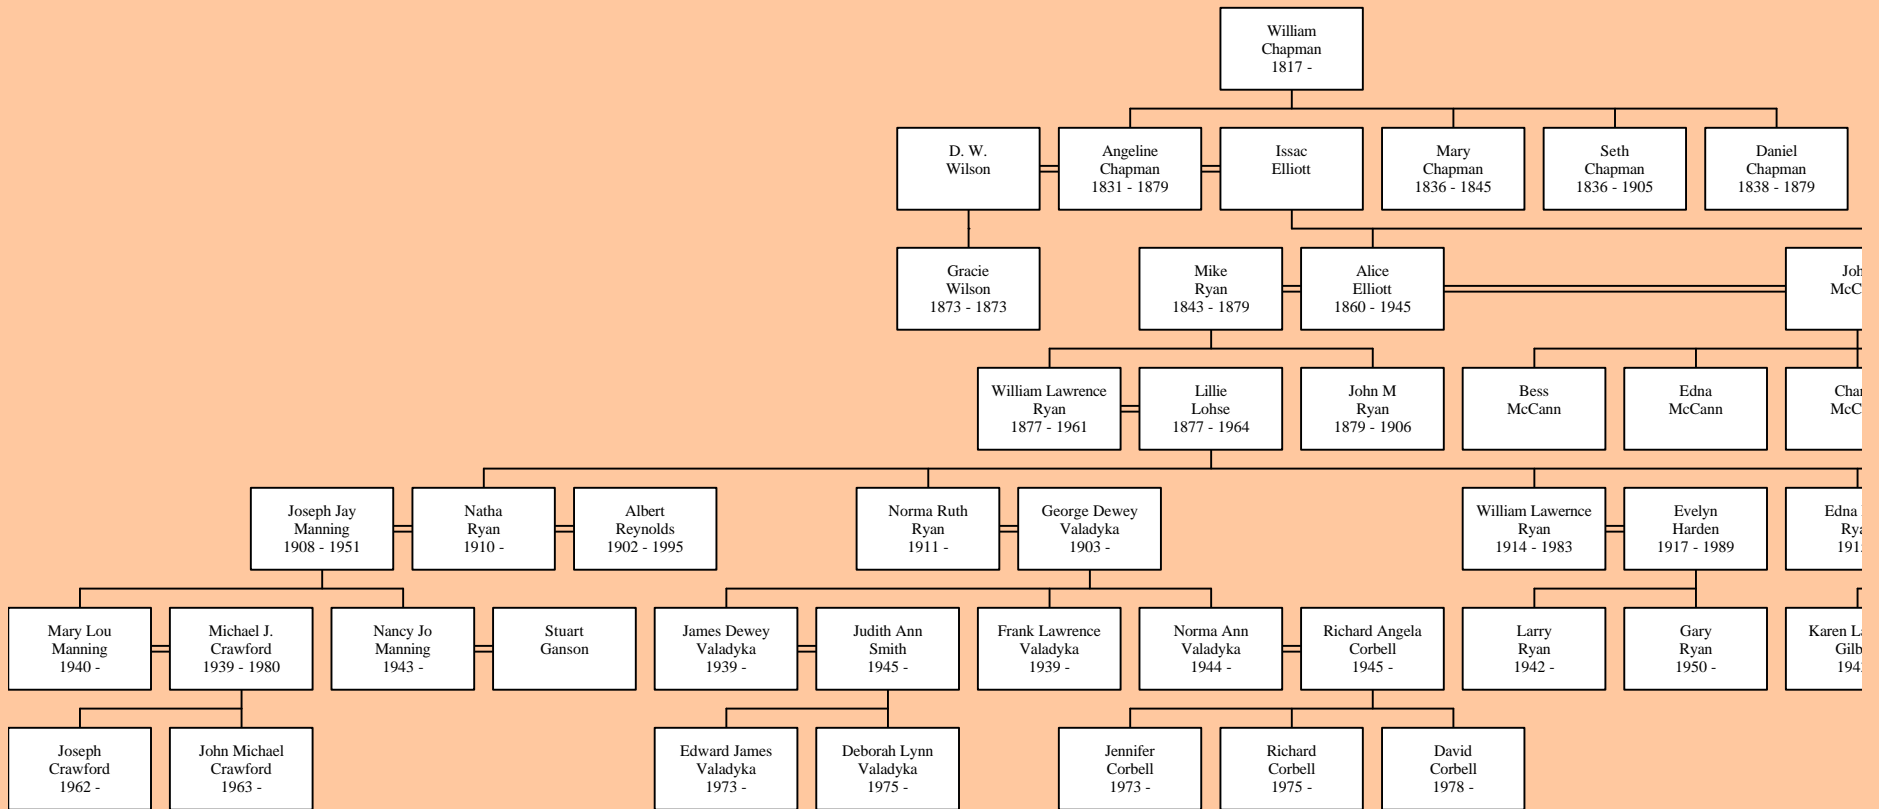 William
Chapman
1817 -
D. W.
Wilson
Angeline
Chapman
1831 - 1879
Issac
Elliott
Mary
Chapman
1836 - 1845
Seth
Chapman
1836 - 1905
Daniel
Chapman
1838 - 1879
Gracie
Wilson
1873 - 1873
Mike
Ryan
1843 - 1879
Alice
Elliott
1860 - 1945
William Lawrence
Ryan
1877 - 1961
Lillie
Lohse
1877 - 1964
John M
Ryan
1879 - 1906
Bess
McCann
Edna
McCann
Joseph Jay
Manning
1908 - 1951
Natha
Ryan
1910 -
Albert
Reynolds
1902 - 1995
Norma Ruth
Ryan
1911 -
George Dewey
Valadyka
1903 -
William Lawernce
Ryan
1914 - 1983
Evelyn
Harden
1917 - 1989
Edna
Mary Lou
Manning
1940 -
Michael J.
Crawford
1939 - 1980
Nancy Jo
Manning
1943 -
Stuart
Ganson
James Dewey
Valadyka
1939 -
Judith Ann
Smith
1945 -
Frank Lawrence
Valadyka
1939 -
Norma Ann
Valadyka
1944 -
Richard Angela
Corbell
1945 -
Larry
Ryan
1942 -
Gary
Ryan
1950 -
Karen
Joseph
Crawford
1962 -
John Michael
Crawford
1963 -
Edward James
Valadyka
1973 -
Deborah Lynn
Valadyka
1975 -
Jennifer
Corbell
1973 -
Richard
Corbell
1975 -
David
Corbell
1978 -